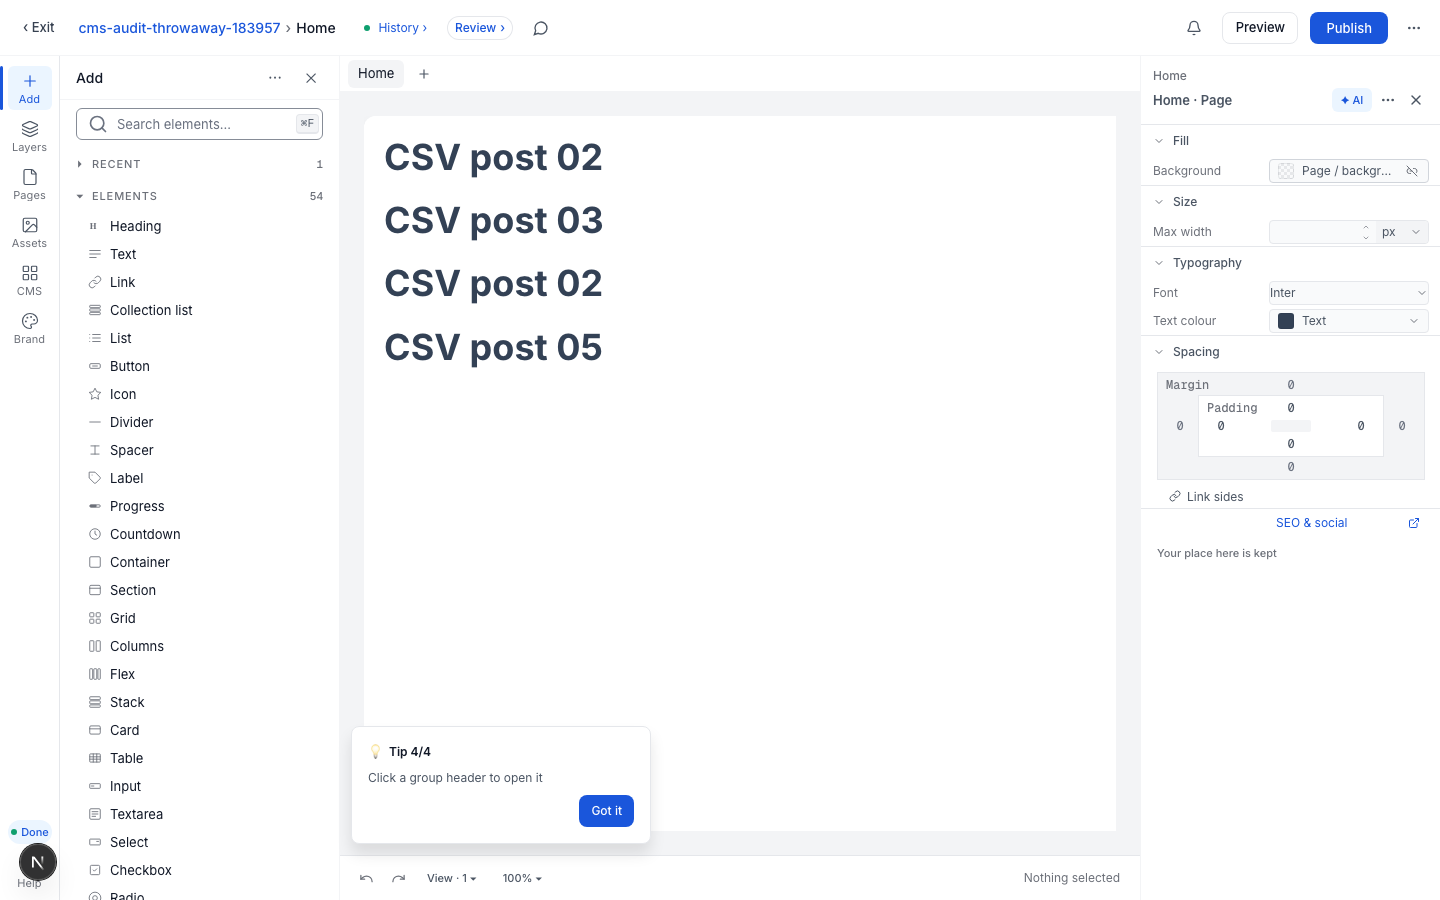 ‹ Exit
cms-audit-throwaway-183957 › Home
History ›
Review ›
Preview
Publish
Add
Layers
Pages
Assets
CMS
Brand
Done
N
Help
Add
Search elements...
⌘F
RECENT 1
ELEMENTS 54
Heading
Text
Link
Collection list
List
Button
Icon
Divider
Spacer
Label
Progress
Countdown
Container
Section
Grid
Columns
Flex
Stack
Card
Table
Input
Textarea
Select
Checkbox
Radio
Home
CSV post 02
CSV post 03
CSV post 02
CSV post 05
Tip 4/4
Click a group header to open it
Got it
View · 1
100%
Nothing selected
Home
Home · Page
AI
Fill
Background Page / backgr...
Size
Max width px
Typography
Font Inter
Text colour Text
Spacing
Margin 0
Padding 0
0 0 0 0
0
0
Link sides
SEO & social
Your place here is kept